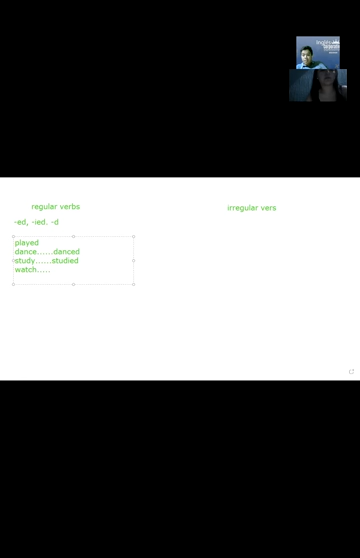 regular verbs
irregular vers
-ed, -ied. -d
played
dance......danced
study......studied
watch.....